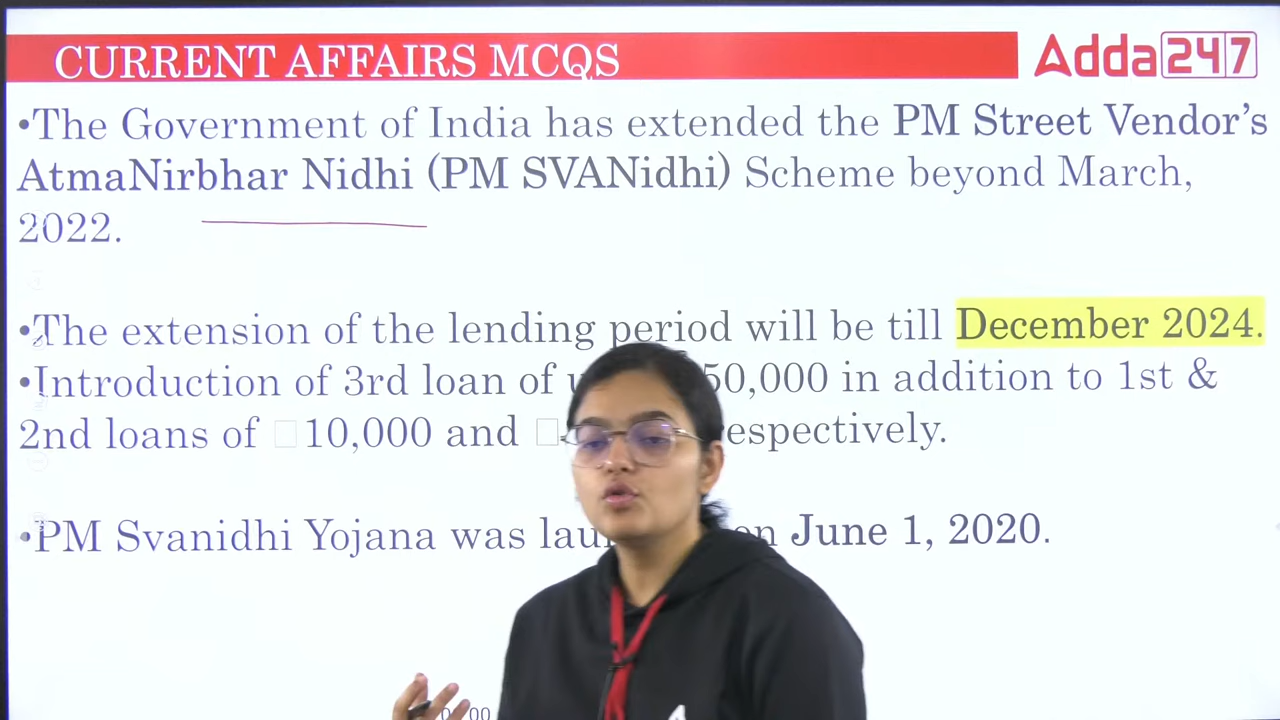 CURRENT AFFAIRS MCQS
Adda247
•The Government of India has extended the PM Street Vendor's
AtmaNirbhar Nidhi (PM SVANidhi) Scheme beyond March,
2022.
•The extension of the lending period will be till December 2024.
•Introduction of 3rd loan of 50,000 in addition to 1st &
2nd loans of 10,000 and
•PM Svanidhi Yojana was on June 1, 2020.